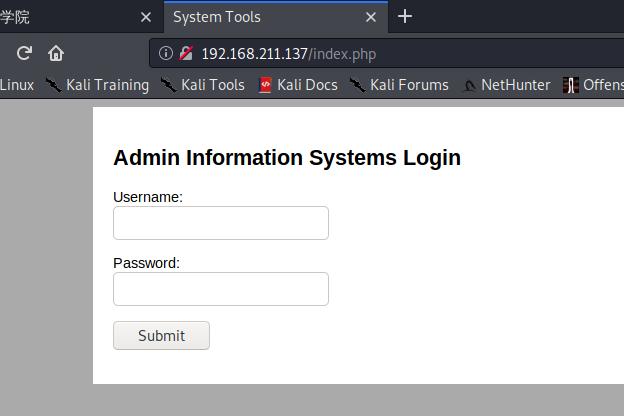 学院
System Tools
192.168.211.137/index.php
Linux Kali Training Kali Tools Kali Docs Kali Forums NetHunter Offens
Admin Information Systems Login
Username:
Password:
Submit